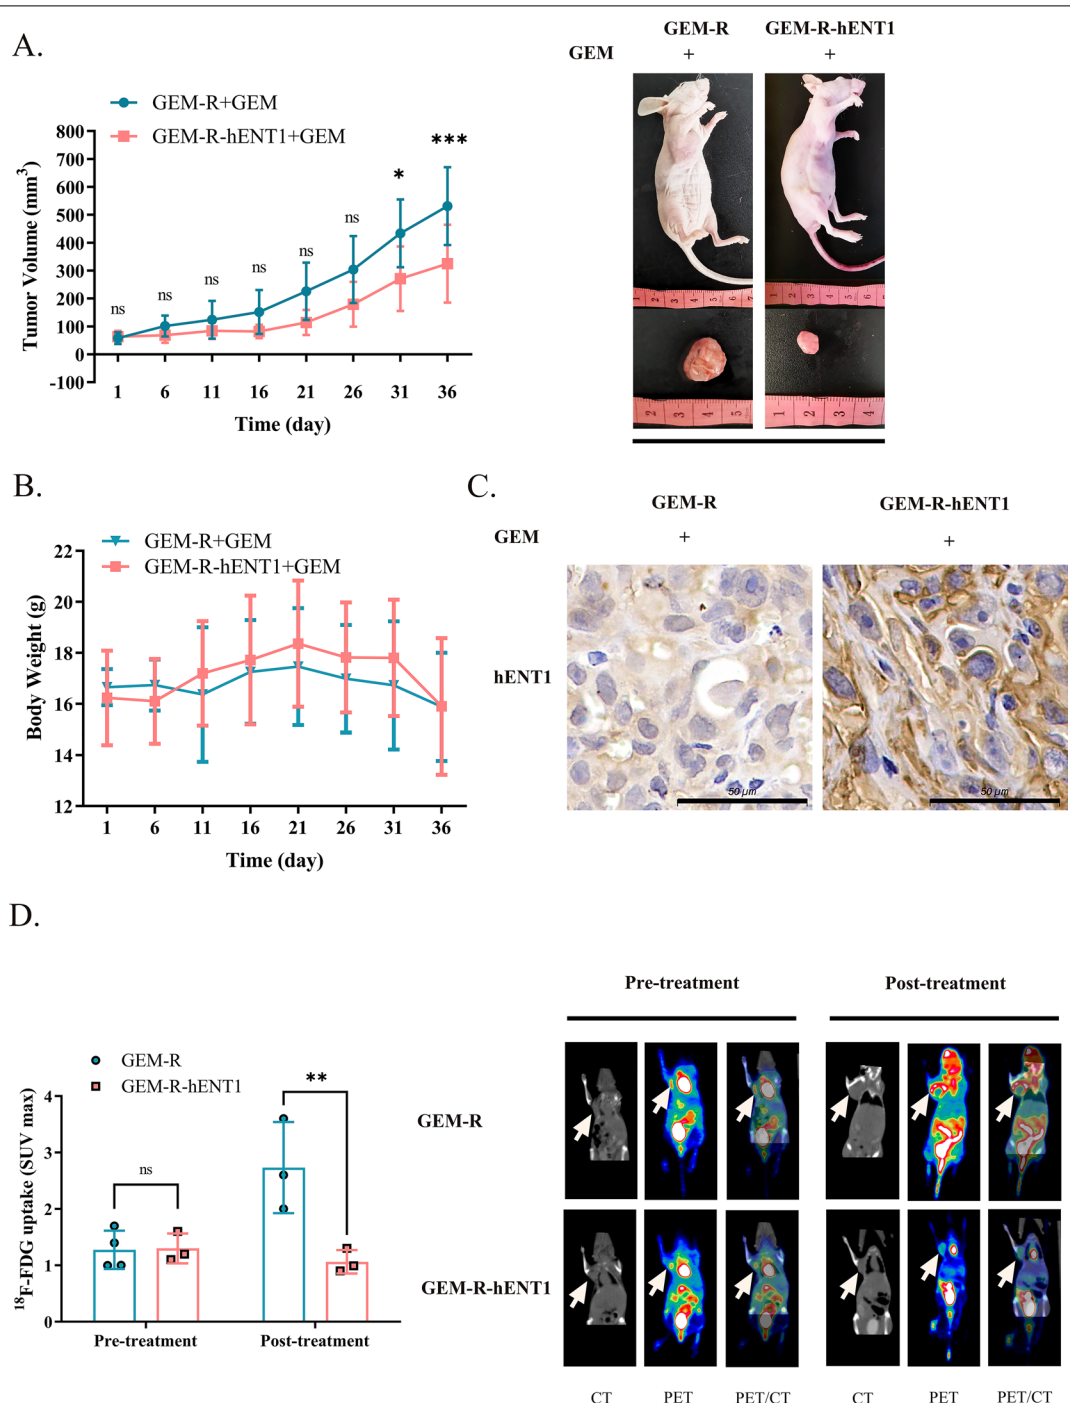 A.
GEM-R GEM-R-hENT1
GEM + +
GEM-R+GEM
GEM-R-hENT1+GEM
Tumor Volume (mm³)
800
700
600
500
400
300
200
100
0
-100
ns ns ns ns ns ns * ***
1 6 11 16 21 26 31 36
Time (day)
B.
GEM-R+GEM
GEM-R-hENT1+GEM
Body Weight (g)
22
20
18
16
14
12
1 6 11 16 21 26 31 36
Time (day)
C.
GEM-R GEM-R-hENT1
GEM + +
hENT1
50 µm 50 µm
D.
GEM-R
GEM-R-hENT1
¹⁸F-FDG uptake (SUV max)
4
3
2
1
0
ns **
Pre-treatment Post-treatment
Pre-treatment Post-treatment
GEM-R
GEM-R-hENT1
CT PET PET/CT CT PET PET/CT